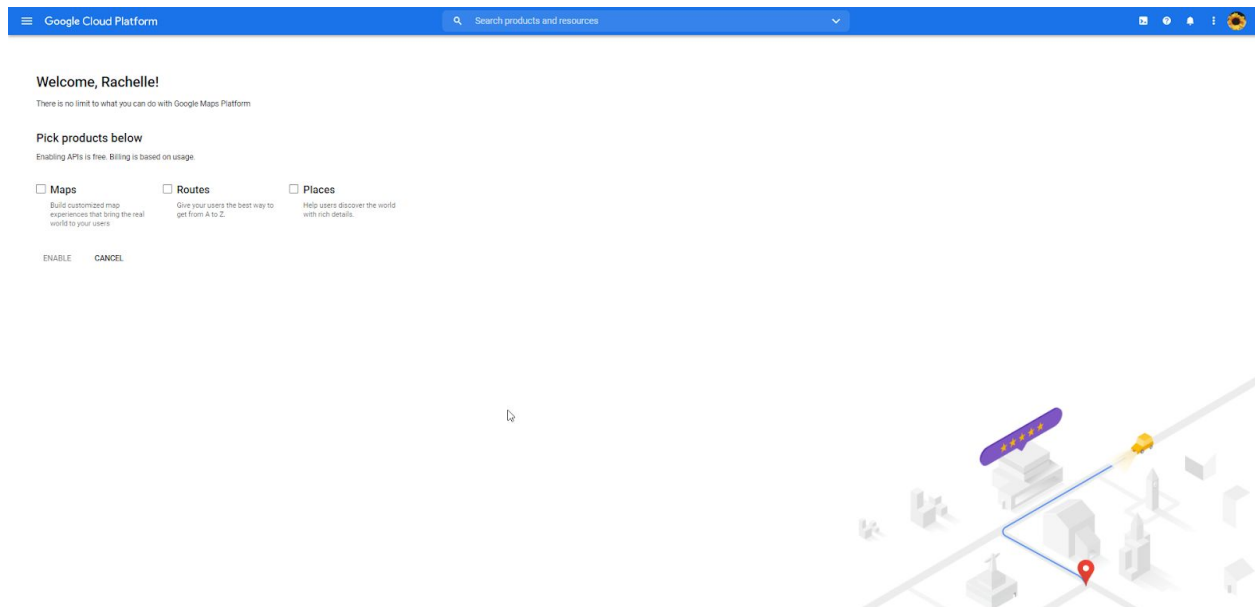 Google Cloud Platform
Search products and resources
Welcome, Rachelle!
There is no limit to what you can do with Google Maps Platform
Pick products below
Enabling APIs is free. Billing is based on usage.
Maps
Build customized map
experiences that bring the real
world to your users
Routes
Give your users the best way to
get from A to Z.
Places
Help users discover the world
with rich details.
ENABLE CANCEL